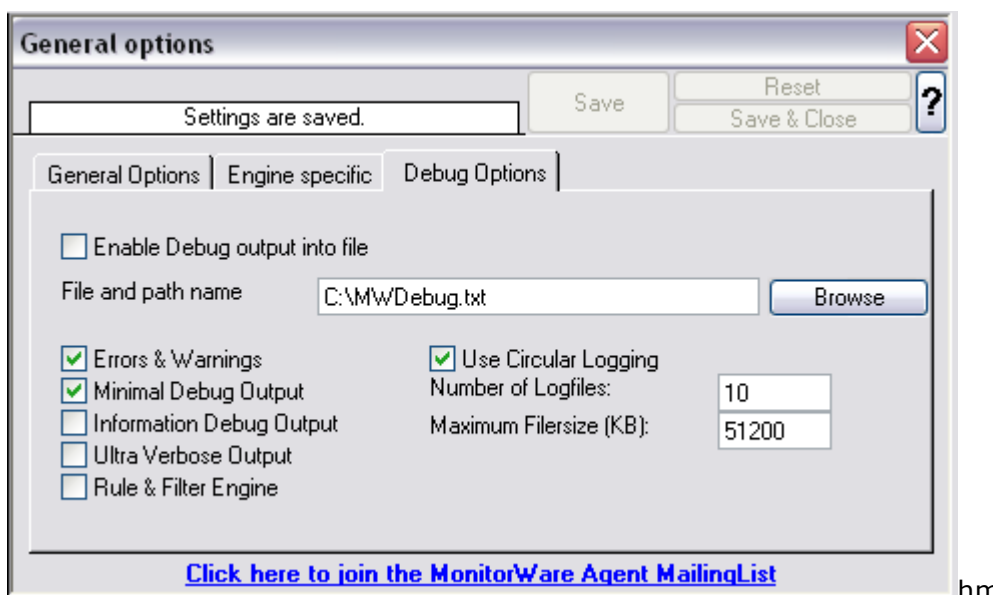 General options
Settings are saved.
Save
Reset
Save & Close
?
General Options
Engine specific
Debug Options
Enable Debug output into file
File and path name
C:\MWDebug.txt
Browse
Errors & Warnings
Use Circular Logging
Minimal Debug Output
Number of Logfiles:
10
Information Debug Output
Maximum Filersize (KB):
51200
Ultra Verbose Output
Rule & Filter Engine
Click here to join the MonitorWare Agent MailingList